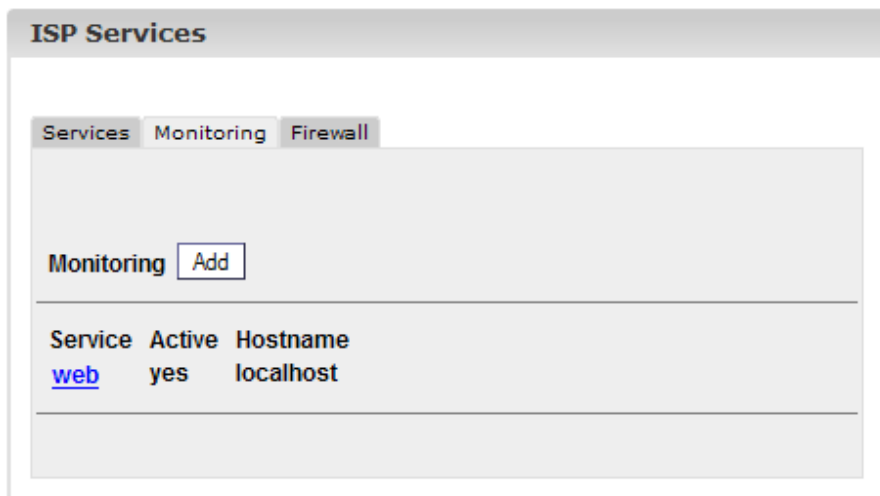 ISP Services
Services Monitoring Firewall
Monitoring Add
Service Active Hostname
web yes localhost